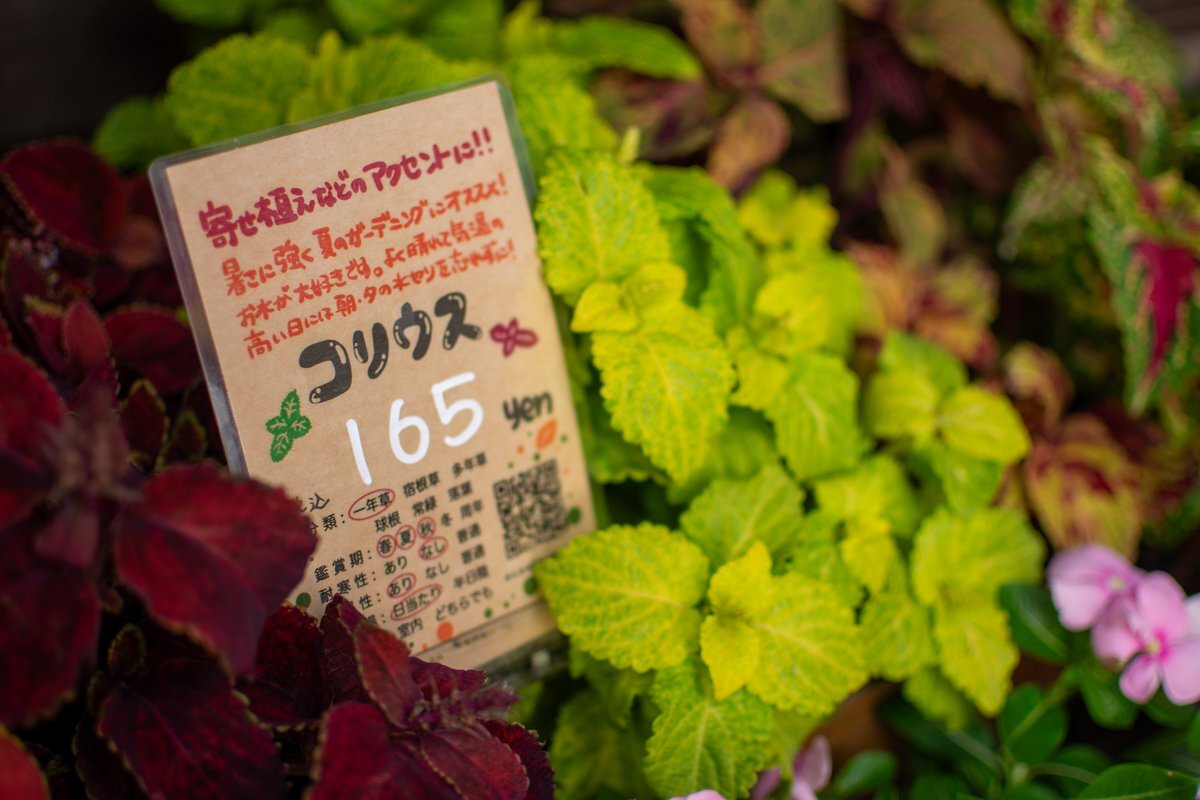 寄せ植えなどのアクセントに!!
暑さに強く夏のガーデニングにオススメ!
お水が大好きです。よく晴れて気温の
高い日には朝・夕の水やりを忘れずに!
コリウス
165 yen
込
分類:一年草 宿根草 多年草
球根 常緑 落葉
鑑賞期:春 夏 秋 冬 周年
耐寒性:あり なし 普通
性:あり なし 普通
日当たり 半日陰
室内 どちらでも